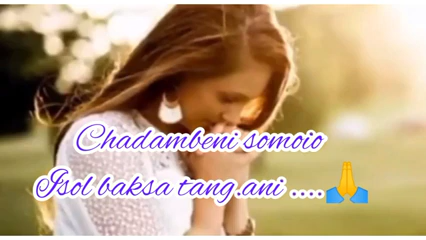 Chadambeni somoio
Isol baksa tang.ani ....🙏